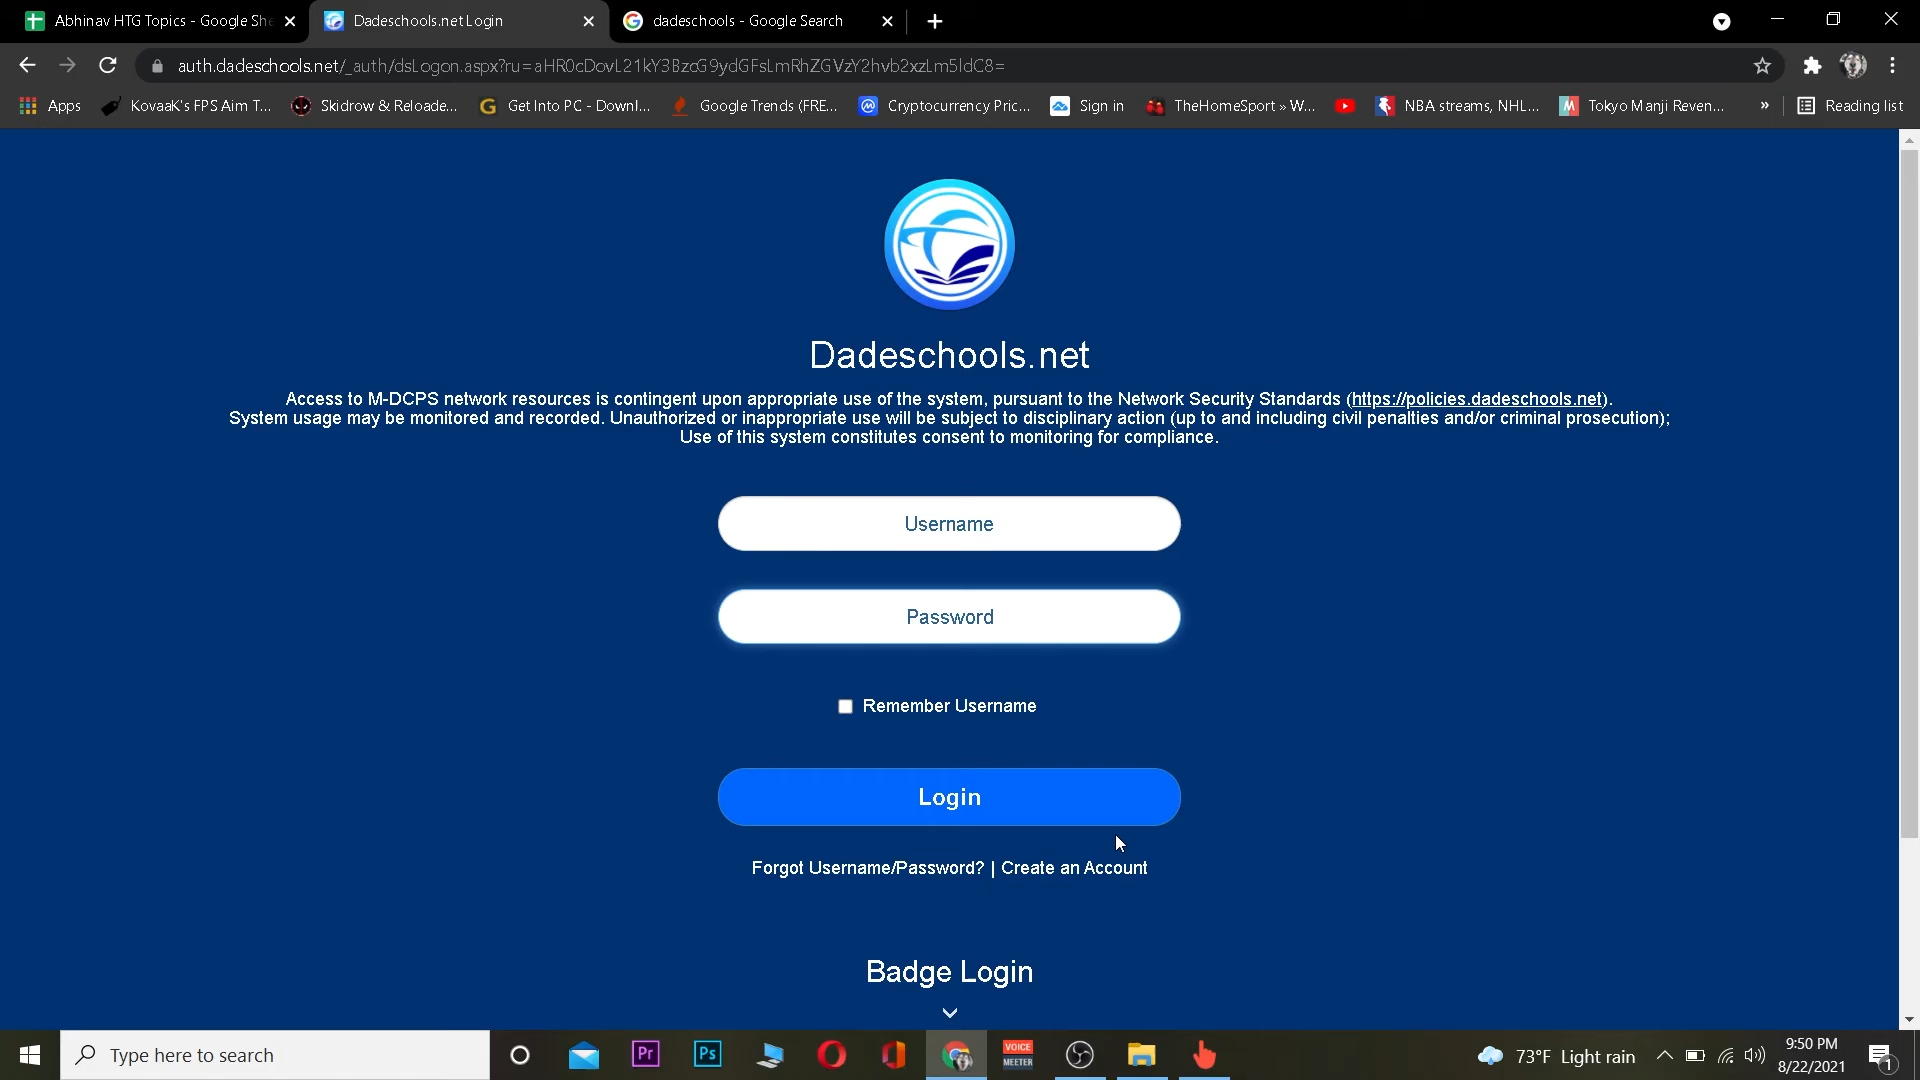 Abhinav HTG Topics - Google She
Dadeschools.net Login
dadeschools - Google Search
auth.dadeschools.net/_auth/dsLogon.aspx?ru=aHR0cDovL21kY3BzcG9ydGFsLmRhZGVzY2hvb2xzLm5ldC8=
Apps
KovaaK's FPS Aim T...
Skidrow & Reloade...
Get Into PC - Downl...
Google Trends (FRE...
Cryptocurrency Pric...
Sign in
TheHomeSport » W...
NBA streams, NHL...
Tokyo Manji Reven...
»
Reading list
Dadeschools.net
Access to M-DCPS network resources is contingent upon appropriate use of the system, pursuant to the Network Security Standards (https://policies.dadeschools.net).
System usage may be monitored and recorded. Unauthorized or inappropriate use will be subject to disciplinary action (up to and including civil penalties and/or criminal prosecution);
Use of this system constitutes consent to monitoring for compliance.
Username
Password
Remember Username
Login
Forgot Username/Password? | Create an Account
Badge Login
Type here to search
Pr
Ps
VOICE
MEETER
73°F Light rain
9:50 PM
8/22/2021
1